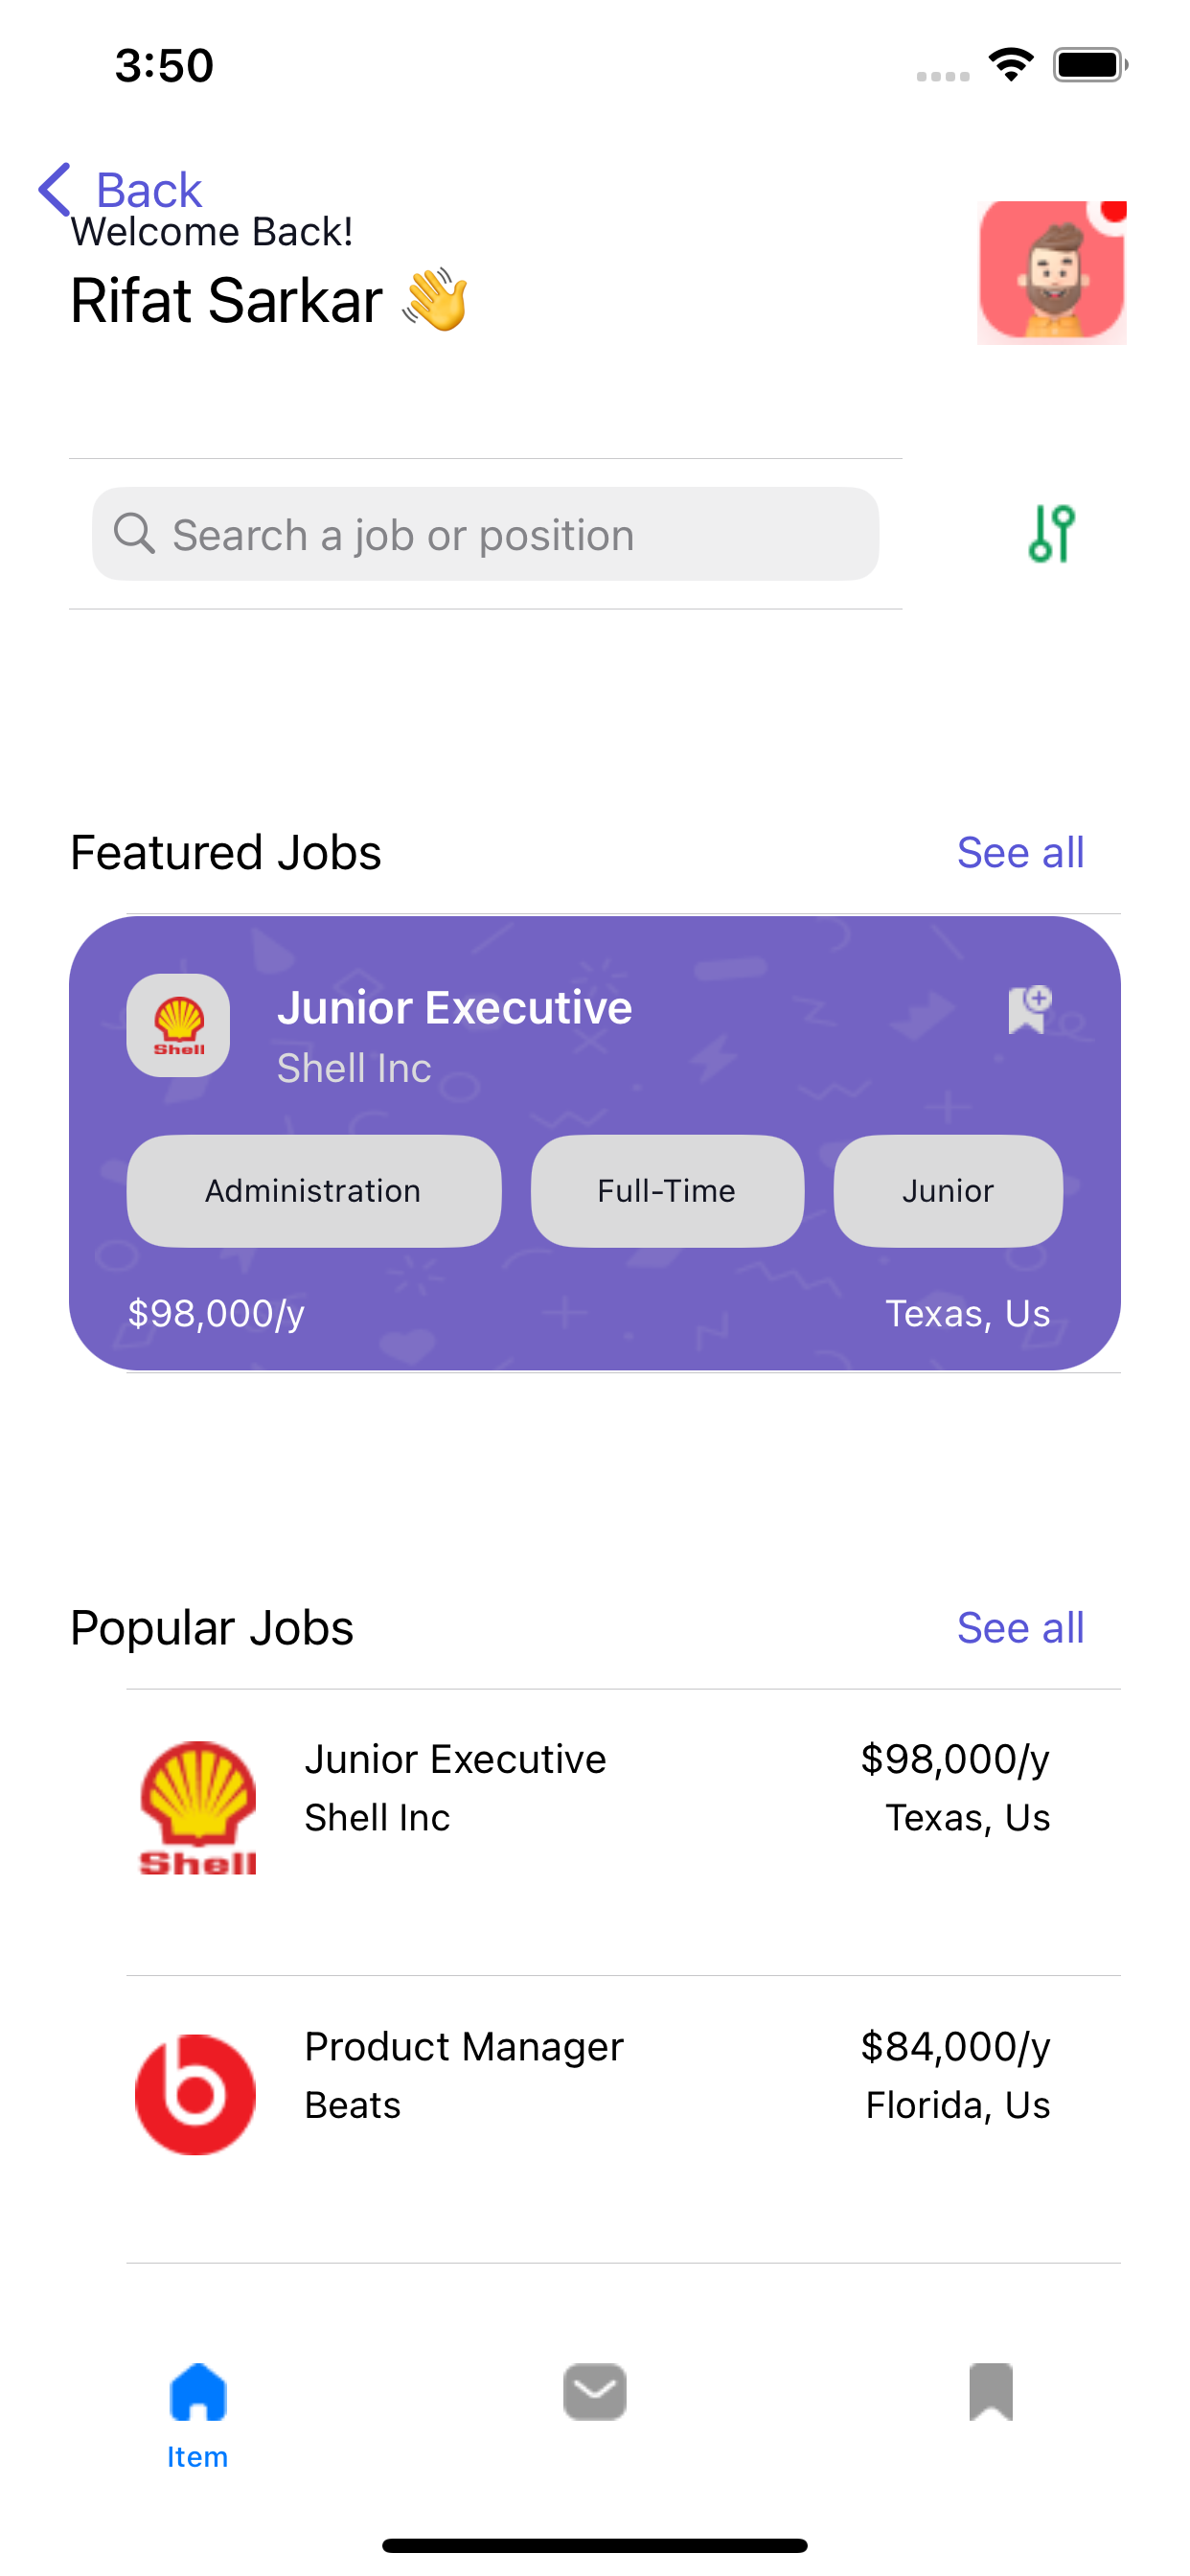 3:50
Back
Welcome Back!
Rifat Sarkar 👋
Search a job or position
Featured Jobs See all
Junior Executive
Shell
Shell Inc
Administration Full-Time Junior
$98,000/y Texas, Us
Popular Jobs See all
Junior Executive $98,000/y
Shell Inc Texas, Us
Shell
Product Manager $84,000/y
Beats Florida, Us
Item